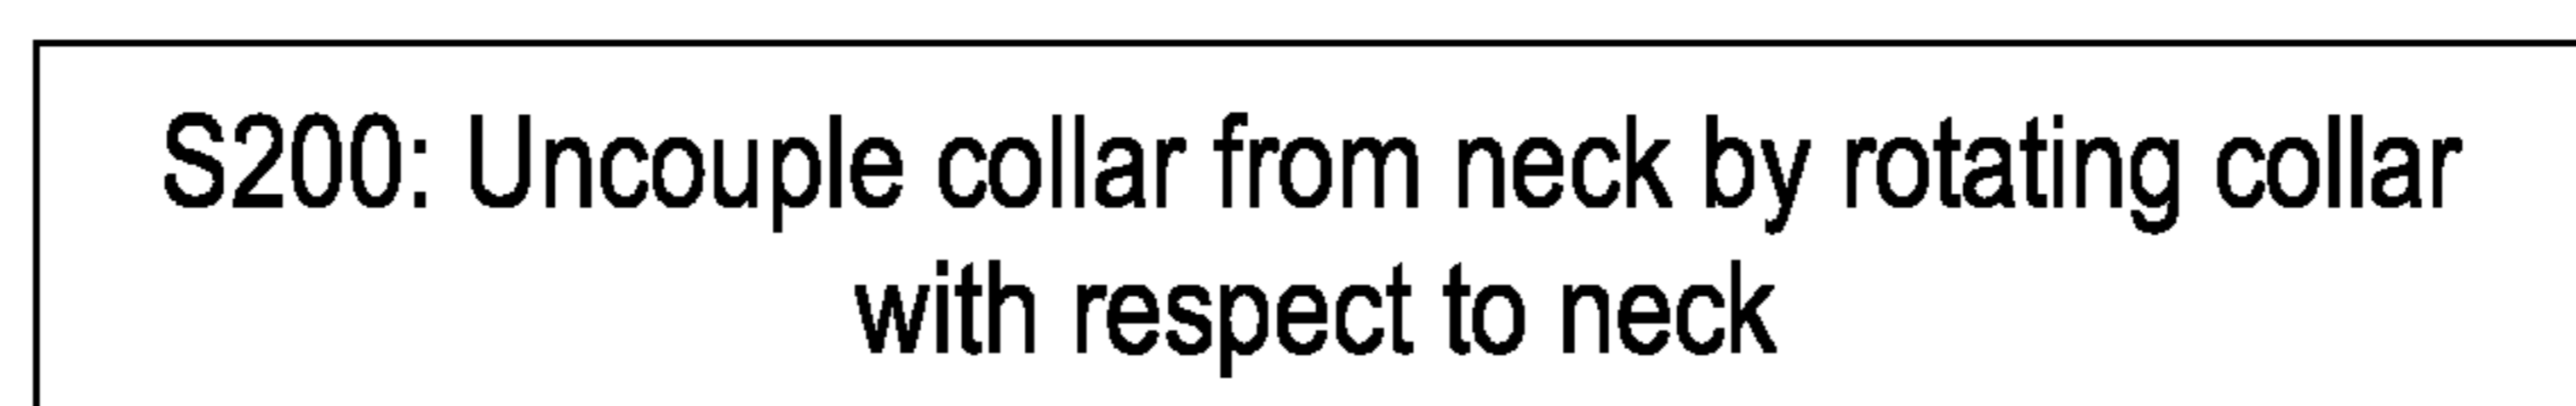 S200: Uncouple collar from neck by rotating collar
with respect to neck